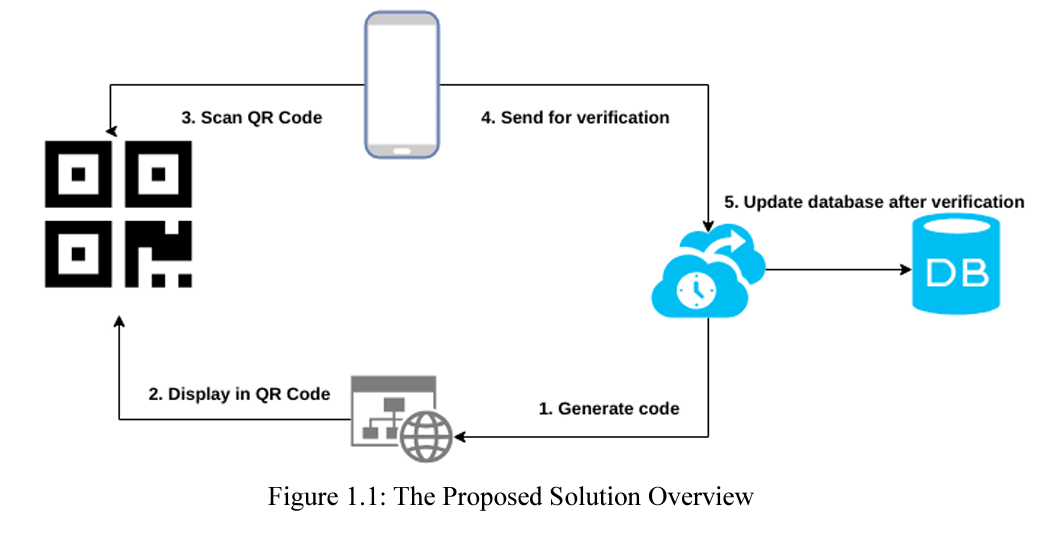 3. Scan QR Code
4. Send for verification
5. Update database after verification
DB
2. Display in QR Code
1. Generate code
Figure 1.1: The Proposed Solution Overview